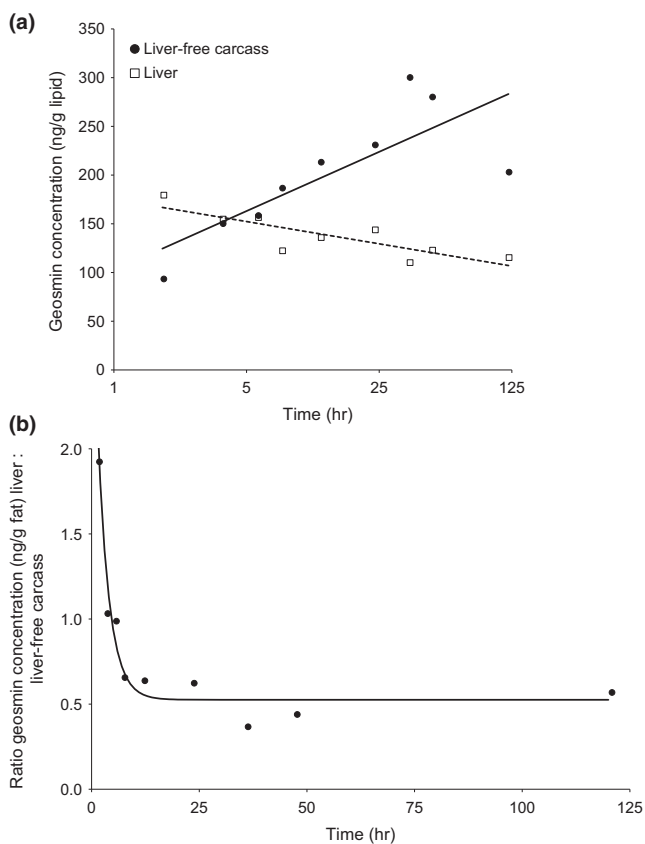 (a)
350
300
250
200
150
100
50
0
Geosmin concentration (ng/g lipid)
Liver-free carcass
Liver
1
5
25
125
Time (hr)
(b)
2.0
1.5
1.0
0.5
0.0
Ratio geosmin concentration (ng/g fat) liver :
liver-free carcass
0
25
50
75
100
125
Time (hr)